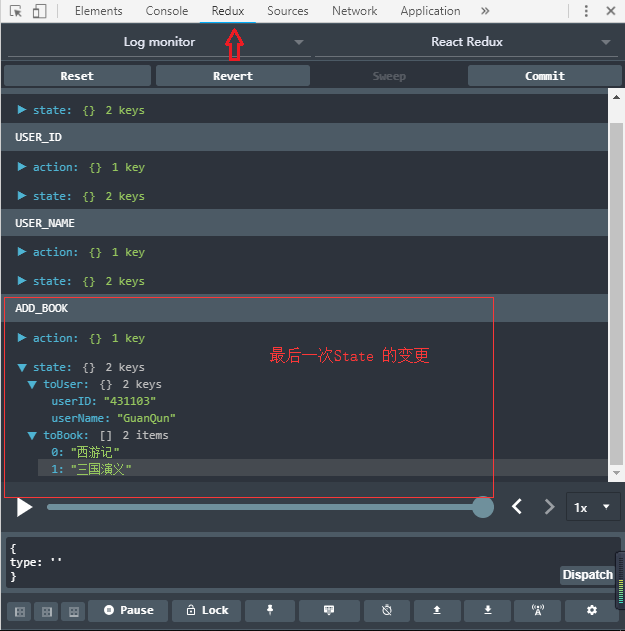 Elements Console Redux Sources Network Application »
Log monitor React Redux
Reset Revert Sweep Commit
state: {} 2 keys
USER_ID
action: {} 1 key
state: {} 2 keys
USER_NAME
action: {} 1 key
state: {} 2 keys
ADD_BOOK
action: {} 1 key
最后一次State 的变更
state: {} 2 keys
toUser: {} 2 keys
userID: "431103"
userName: "GuanQun"
toBook: [] 2 items
0: "西游记"
1: "三国演义"
1x
{
type: ''
}
Dispatch
Pause Lock